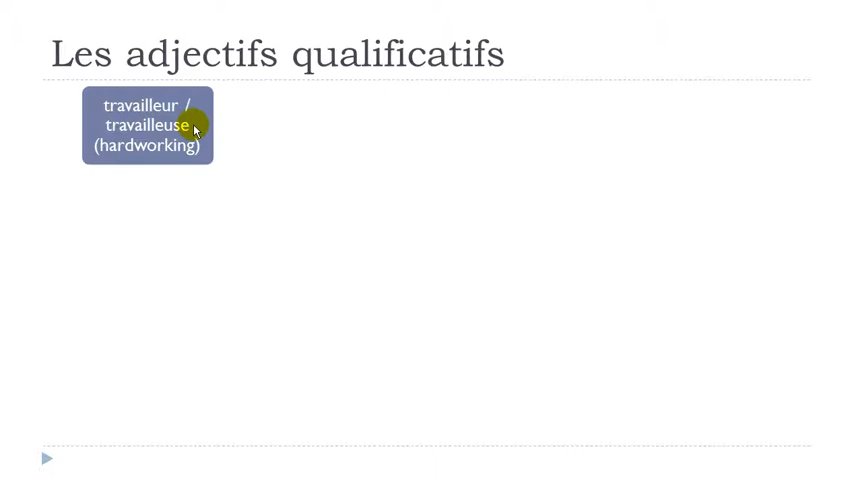 Les adjectifs qualificatifs
travailleur /
travailleuse
(hardworking)